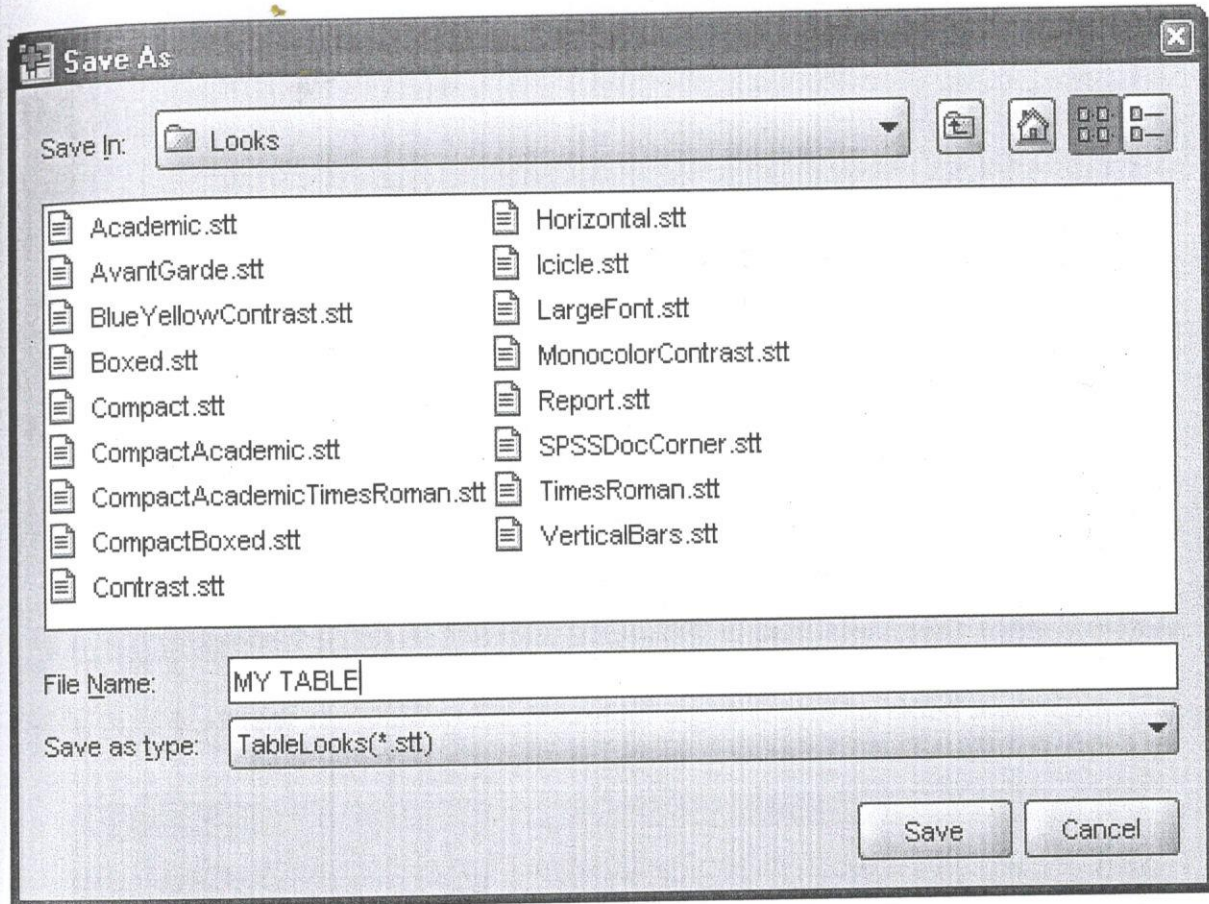 Save As
Save In: Looks
Academic.stt
AvantGarde.stt
BlueYellowContrast.stt
Boxed.stt
Compact.stt
CompactAcademic.stt
CompactAcademicTimesRoman.stt
CompactBoxed.stt
Contrast.stt
Horizontal.stt
Icicle.stt
LargeFont.stt
MonocolorContrast.stt
Report.stt
SPSSDocCorner.stt
TimesRoman.stt
VerticalBars.stt
File Name: MY TABLE
Save as type: TableLooks(*.stt)
Save Cancel